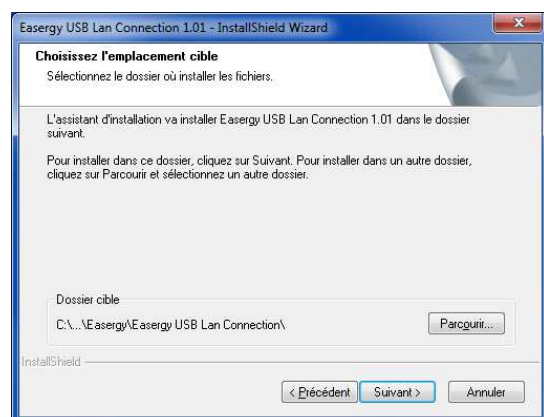 Easergy USB Lan Connection 1.01 - InstallShield Wizard
Choisissez l'emplacement cible
Sélectionnez le dossier où installer les fichiers.
L'assistant d'installation va installer Easergy USB Lan Connection 1.01 dans le dossier
suivant.
Pour installer dans ce dossier, cliquez sur Suivant. Pour installer dans un autre dossier,
cliquez sur Parcourir et sélectionnez un autre dossier.
Dossier cible
C:\...\Easergy\Easergy USB Lan Connection\
Parcourir...
InstallShield
< Précédent
Suivant >
Annuler